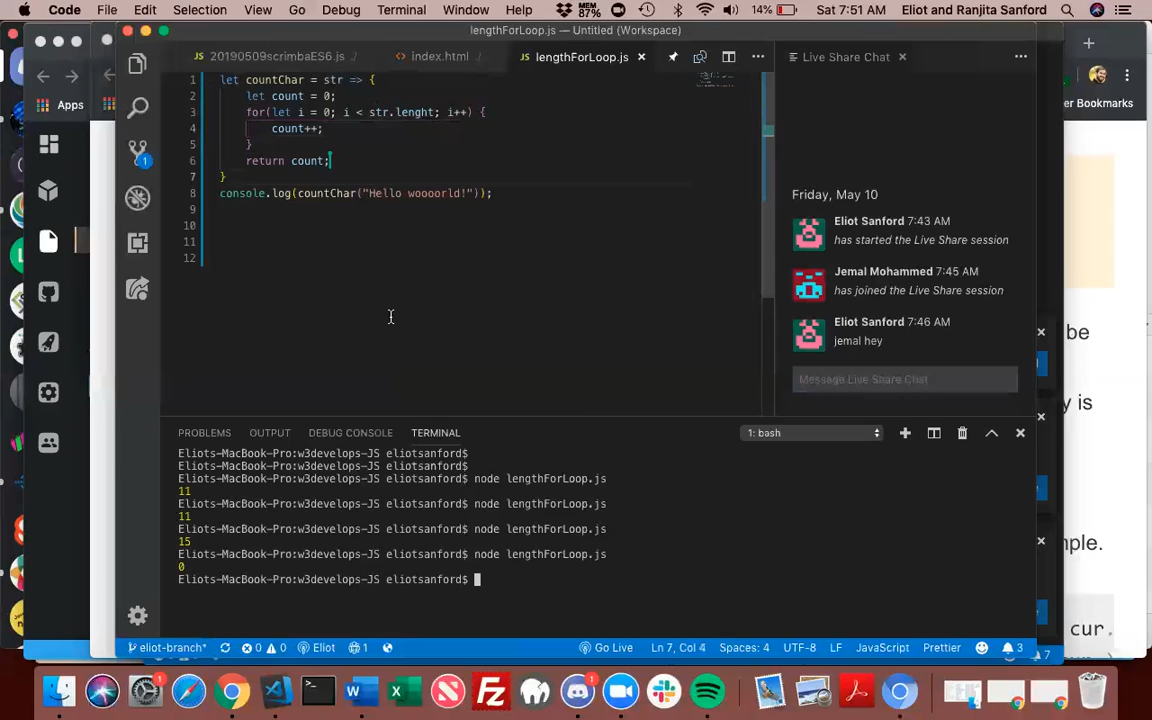 Code File Edit Selection View Go Debug Terminal Window Help
MEM 87% 14% Sat 7:51 AM Eliot and Ranjita Sanford
lengthForLoop.js — Untitled (Workspace)
JS 20190509scrimbaES6.js index.html JS lengthForLoop.js Live Share Chat
Apps
er Bookmarks
1 let countChar = str => {
2 let count = 0;
3 for(let i = 0; i < str.lenght; i++) {
4 count++;
5 }
6 return count;
7 }
8 console.log(countChar("Hello woooorld!"));
9
10
11
12
Friday, May 10
Eliot Sanford 7:43 AM
has started the Live Share session
Jemal Mohammed 7:45 AM
has joined the Live Share session
Eliot Sanford 7:46 AM
jemal hey
Message Live Share Chat
be
y is
nple.
cur.
PROBLEMS OUTPUT DEBUG CONSOLE TERMINAL 1: bash
Eliots-MacBook-Pro:w3develops-JS eliotsanford$
Eliots-MacBook-Pro:w3develops-JS eliotsanford$
Eliots-MacBook-Pro:w3develops-JS eliotsanford$ node lengthForLoop.js
11
Eliots-MacBook-Pro:w3develops-JS eliotsanford$ node lengthForLoop.js
11
Eliots-MacBook-Pro:w3develops-JS eliotsanford$ node lengthForLoop.js
15
Eliots-MacBook-Pro:w3develops-JS eliotsanford$ node lengthForLoop.js
0
Eliots-MacBook-Pro:w3develops-JS eliotsanford$
eliot-branch* 0 0 Eliot 1 Go Live Ln 7, Col 4 Spaces: 4 UTF-8 LF JavaScript Prettier 3
7